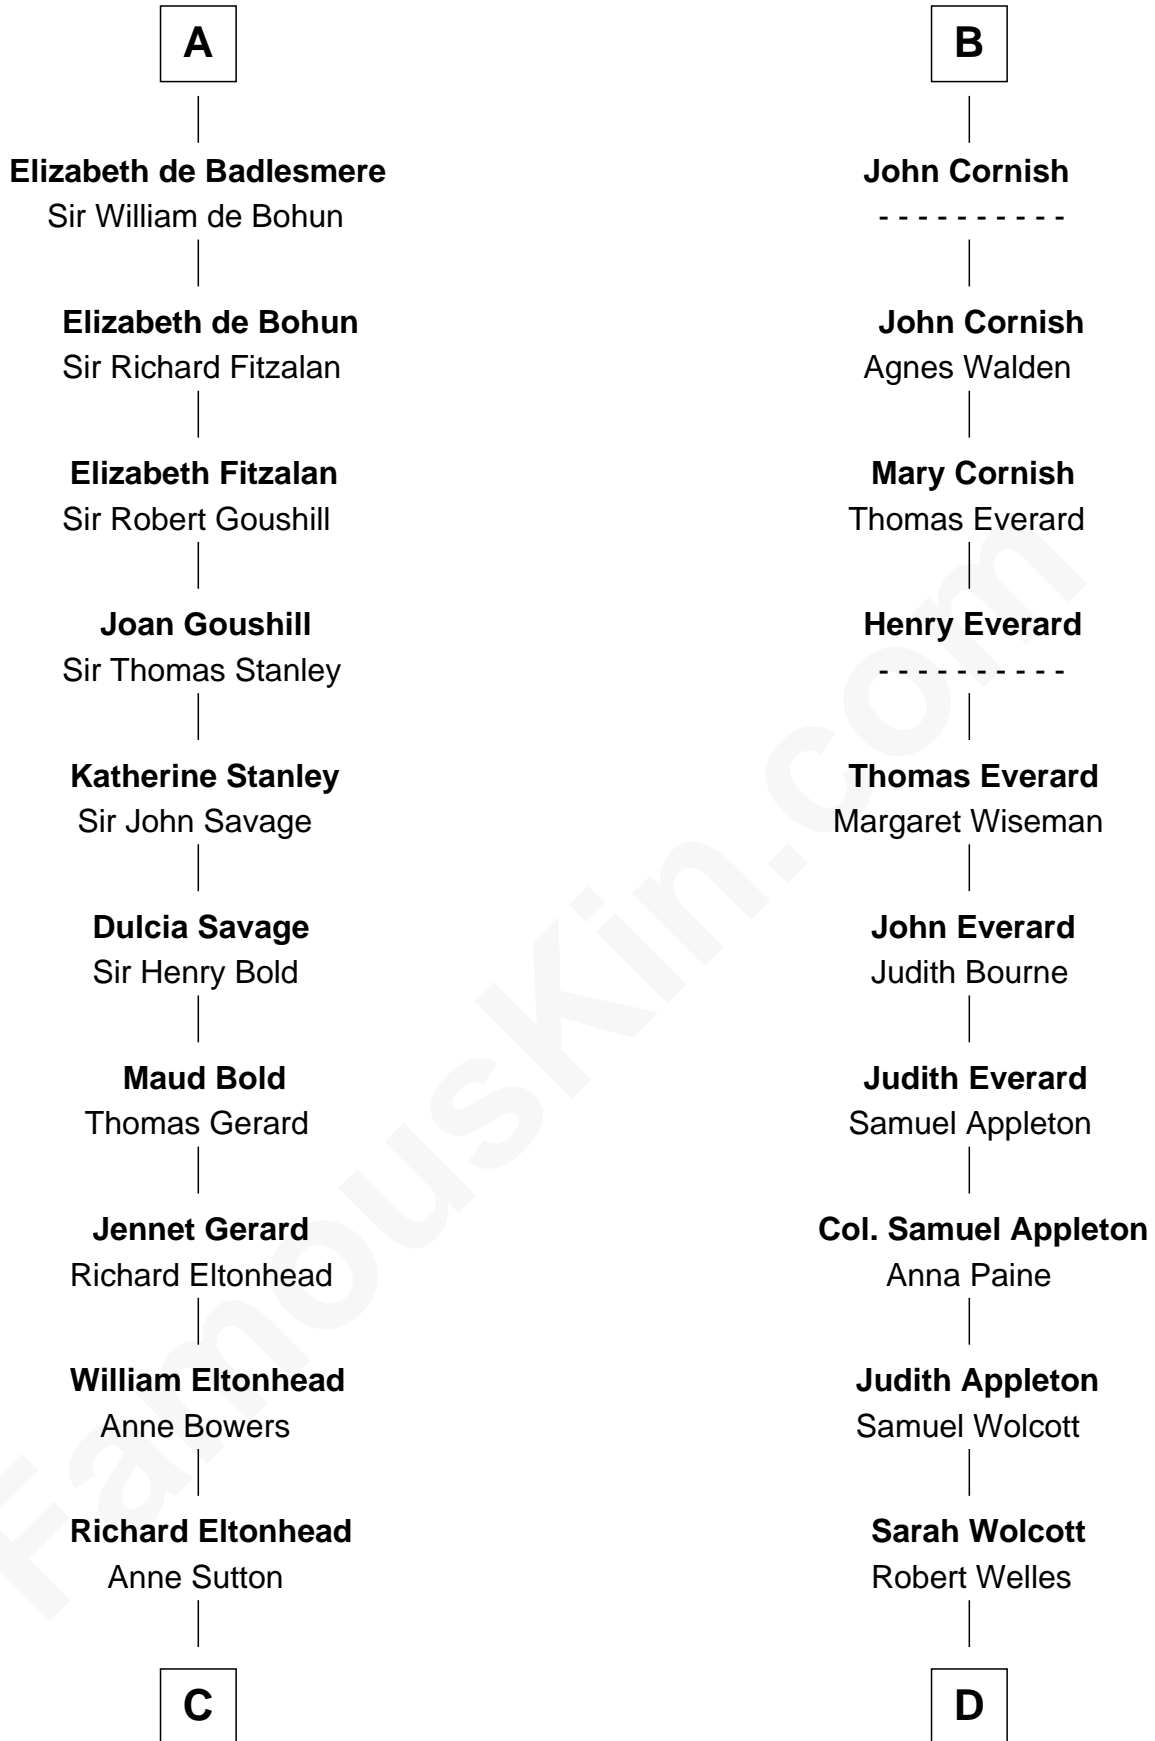 A
Elizabeth de Badlesmere
Sir William de Bohun
Elizabeth de Bohun
Sir Richard Fitzalan
Elizabeth Fitzalan
Sir Robert Goushill
Joan Goushill
Sir Thomas Stanley
Katherine Stanley
Sir John Savage
Dulcia Savage
Sir Henry Bold
Maud Bold
Thomas Gerard
Jennet Gerard
Richard Eltonhead
William Eltonhead
Anne Bowers
Richard Eltonhead
Anne Sutton
C
B
John Cornish
- - - - - - - - - -
John Cornish
Agnes Walden
Mary Cornish
Thomas Everard
Henry Everard
- - - - - - - - - -
Thomas Everard
Margaret Wiseman
John Everard
Judith Bourne
Judith Everard
Samuel Appleton
Col. Samuel Appleton
Anna Paine
Judith Appleton
Samuel Wolcott
Sarah Wolcott
Robert Welles
D
FamousKin.com